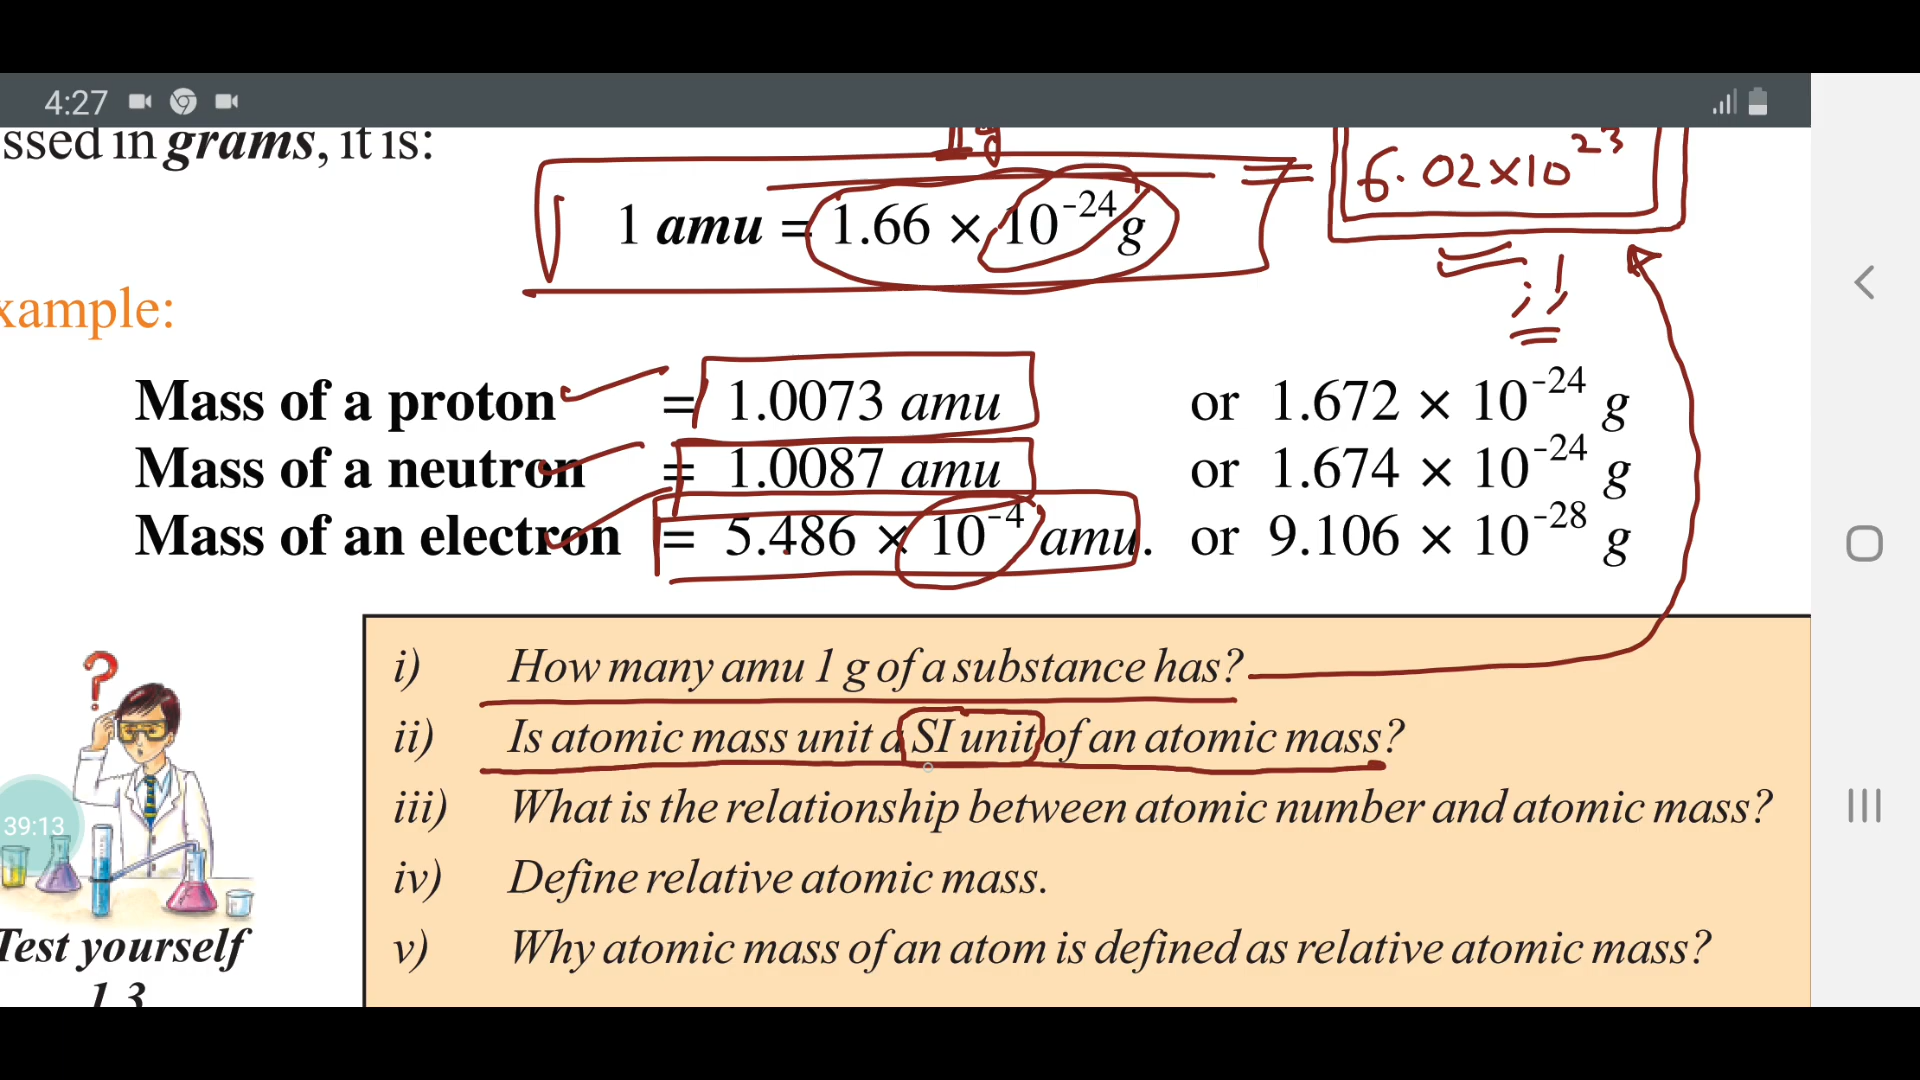 4:27
ssed in grams, it is:
1g
6.02×10²³
1 amu = 1.66 × 10⁻²⁴ g =
xample:
Mass of a proton = 1.0073 amu or 1.672 × 10⁻²⁴ g
Mass of a neutron = 1.0087 amu or 1.674 × 10⁻²⁴ g
Mass of an electron = 5.486 × 10⁻⁴ amu. or 9.106 × 10⁻²⁸ g
?
i) How many amu 1 g of a substance has?
ii) Is atomic mass unit a SI unit of an atomic mass?
iii) What is the relationship between atomic number and atomic mass?
iv) Define relative atomic mass.
v) Why atomic mass of an atom is defined as relative atomic mass?
39:13
Test yourself
1.3